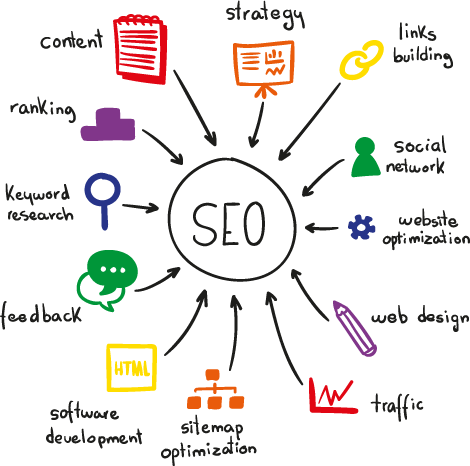 strategy
content
links
building
ranking
social
network
Keyword
research
SEO
website
optimization
feedback
web design
HTML
software
development
sitemap
optimization
traffic